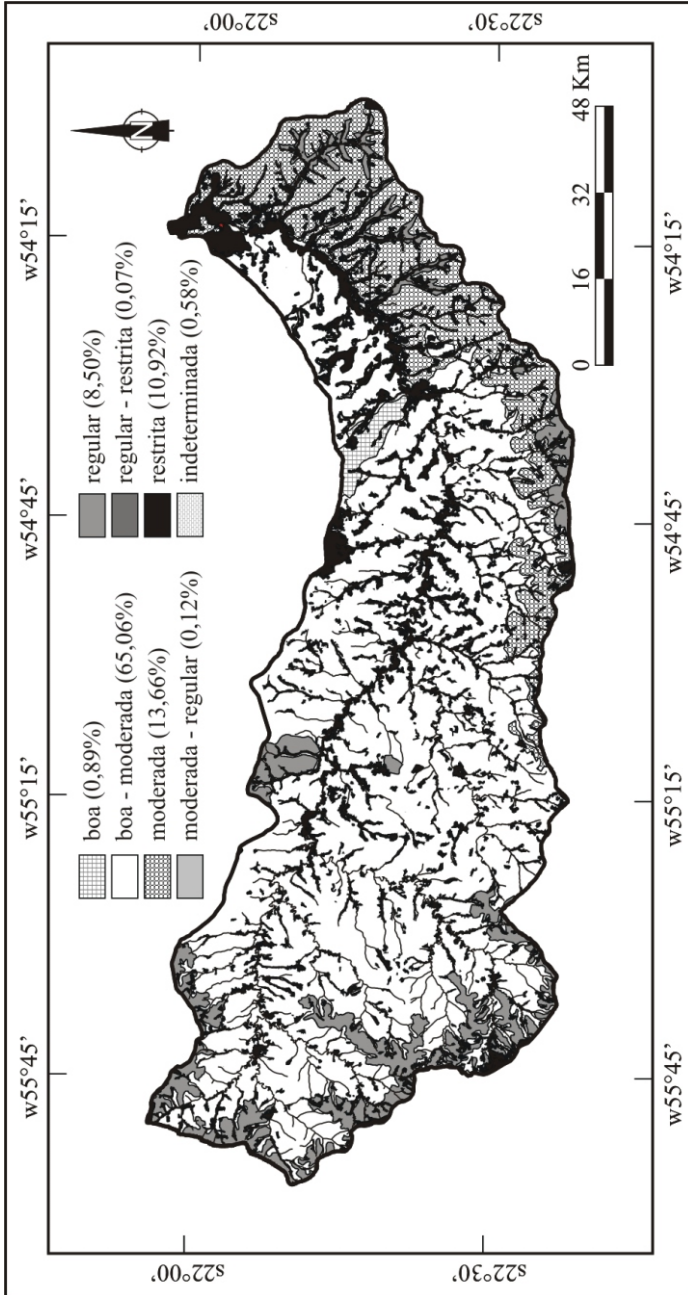 w55°45’
w55°15’
w54°45’
w54°15’
s22°00’
s22°30’
boa (0,89%)
boa - moderada (65,06%)
moderada (13,66%)
moderada - regular (0,12%)
regular (8,50%)
regular - restrita (0,07%)
restrita (10,92%)
indeterminada (0,58%)
N
s22°00’
s22°30’
0
16
32
48 Km
w55°45’
w55°15’
w54°45’
w54°15’